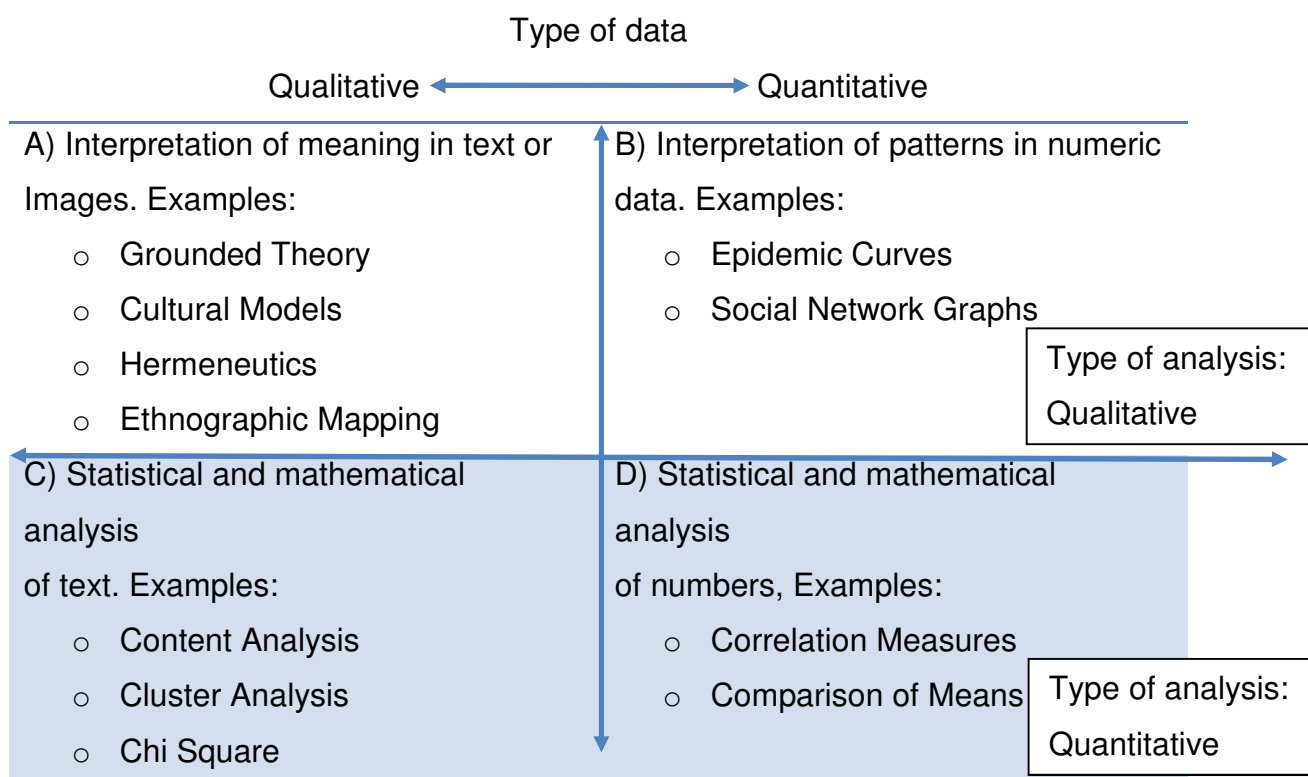 Type of data
Qualitative Quantitative
A) Interpretation of meaning in text or
Images. Examples:
o Grounded Theory
o Cultural Models
o Hermeneutics
o Ethnographic Mapping
B) Interpretation of patterns in numeric
data. Examples:
o Epidemic Curves
o Social Network Graphs
Type of analysis:
Qualitative
C) Statistical and mathematical
analysis
of text. Examples:
o Content Analysis
o Cluster Analysis
o Chi Square
D) Statistical and mathematical
analysis
of numbers, Examples:
o Correlation Measures
o Comparison of Means
Type of analysis:
Quantitative